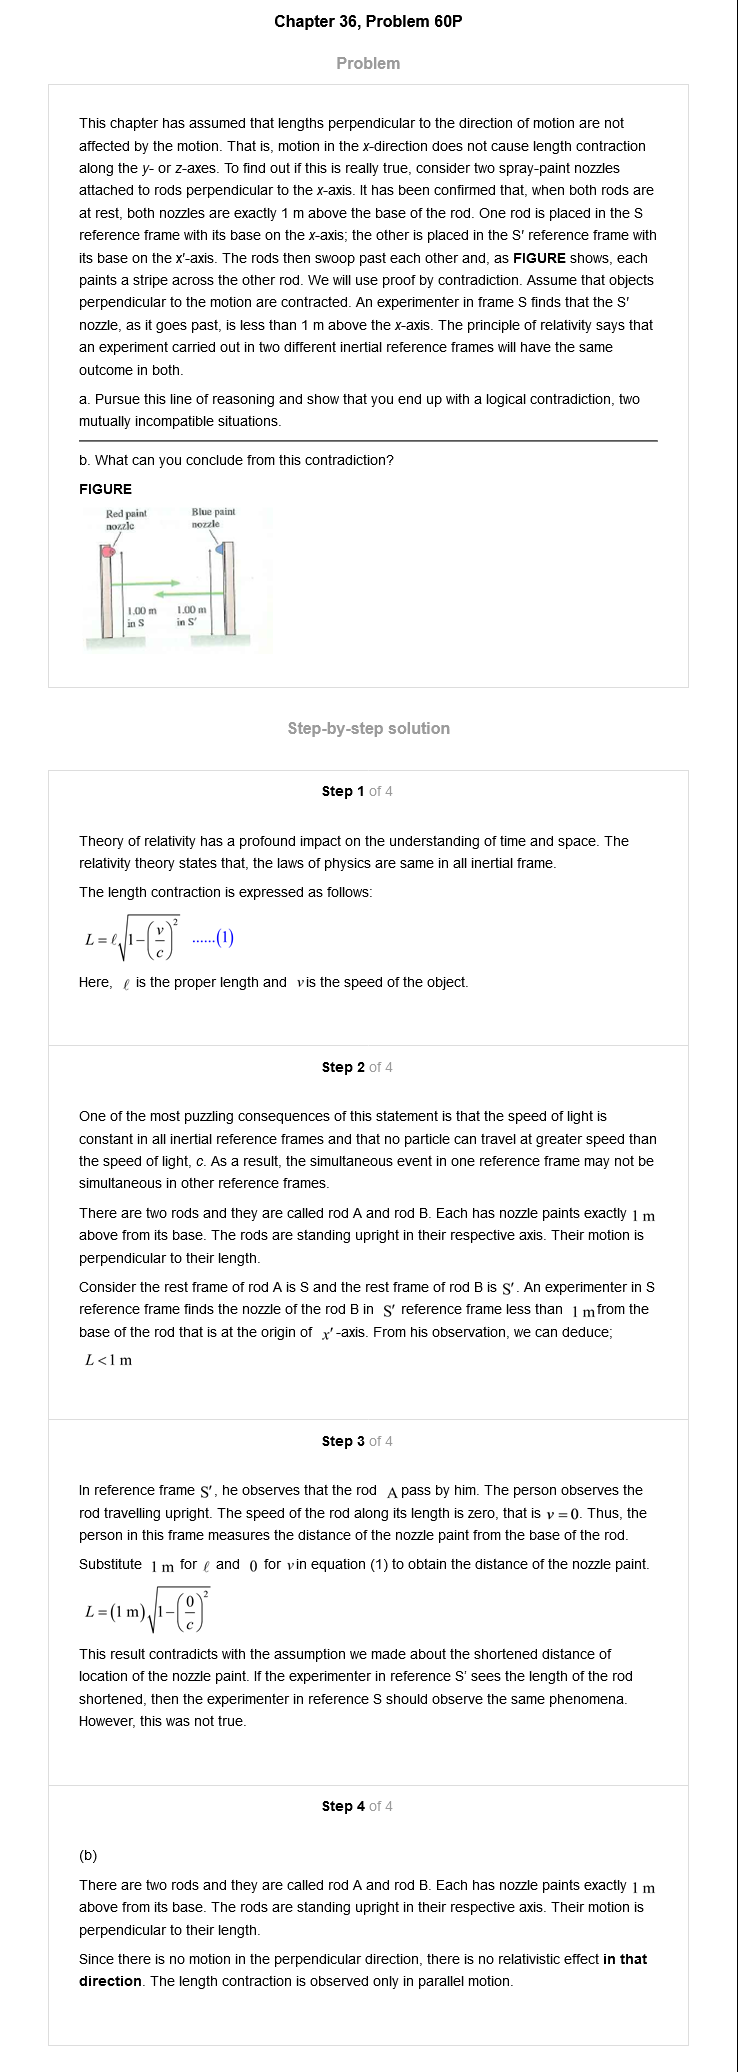 Chapter 36, Problem 60P
Problem
This chapter has assumed that lengths perpendicular to the direction of motion are not
affected by the motion. That is, motion in the x-direction does not cause length contraction
along the y- or z-axes. To find out if this is really true, consider two spray-paint nozzles
attached to rods perpendicular to the x-axis. It has been confirmed that, when both rods are
at rest, both nozzles are exactly 1 m above the base of the rod. One rod is placed in the S
reference frame with its base on the x-axis; the other is placed in the S' reference frame with
its base on the x'-axis. The rods then swoop past each other and, as FIGURE shows, each
paints a stripe across the other rod. We will use proof by contradiction. Assume that objects
perpendicular to the motion are contracted. An experimenter in frame S finds that the S'
nozzle, as it goes past, is less than 1 m above the x-axis. The principle of relativity says that
an experiment carried out in two different inertial reference frames will have the same
outcome in both.
a. Pursue this line of reasoning and show that you end up with a logical contradiction, two
mutually incompatible situations.
b. What can you conclude from this contradiction?
FIGURE
Red paint
nozzle
Blue paint
nozzle
1.00 m
in S
1.00 m
in S'
Step-by-step solution
Step 1 of 4
Theory of relativity has a profound impact on the understanding of time and space. The
relativity theory states that, the laws of physics are same in all inertial frame.
The length contraction is expressed as follows:
L = ℓ√(1−(v/c)²) ......(1)
Here, ℓ is the proper length and v is the speed of the object.
Step 2 of 4
One of the most puzzling consequences of this statement is that the speed of light is
constant in all inertial reference frames and that no particle can travel at greater speed than
the speed of light, c. As a result, the simultaneous event in one reference frame may not be
simultaneous in other reference frames.
There are two rods and they are called rod A and rod B. Each has nozzle paints exactly 1 m
above from its base. The rods are standing upright in their respective axis. Their motion is
perpendicular to their length.
Consider the rest frame of rod A is S and the rest frame of rod B is S′. An experimenter in S
reference frame finds the nozzle of the rod B in S′ reference frame less than 1 m from the
base of the rod that is at the origin of x′-axis. From his observation, we can deduce;
L < 1 m
Step 3 of 4
In reference frame S′, he observes that the rod A pass by him. The person observes the
rod travelling upright. The speed of the rod along its length is zero, that is v = 0. Thus, the
person in this frame measures the distance of the nozzle paint from the base of the rod.
Substitute 1 m for ℓ and 0 for v in equation (1) to obtain the distance of the nozzle paint.
L = (1 m)√(1−(0/c)²)
This result contradicts with the assumption we made about the shortened distance of
location of the nozzle paint. If the experimenter in reference S' sees the length of the rod
shortened, then the experimenter in reference S should observe the same phenomena.
However, this was not true.
Step 4 of 4
(b)
There are two rods and they are called rod A and rod B. Each has nozzle paints exactly 1 m
above from its base. The rods are standing upright in their respective axis. Their motion is
perpendicular to their length.
Since there is no motion in the perpendicular direction, there is no relativistic effect in that
direction. The length contraction is observed only in parallel motion.